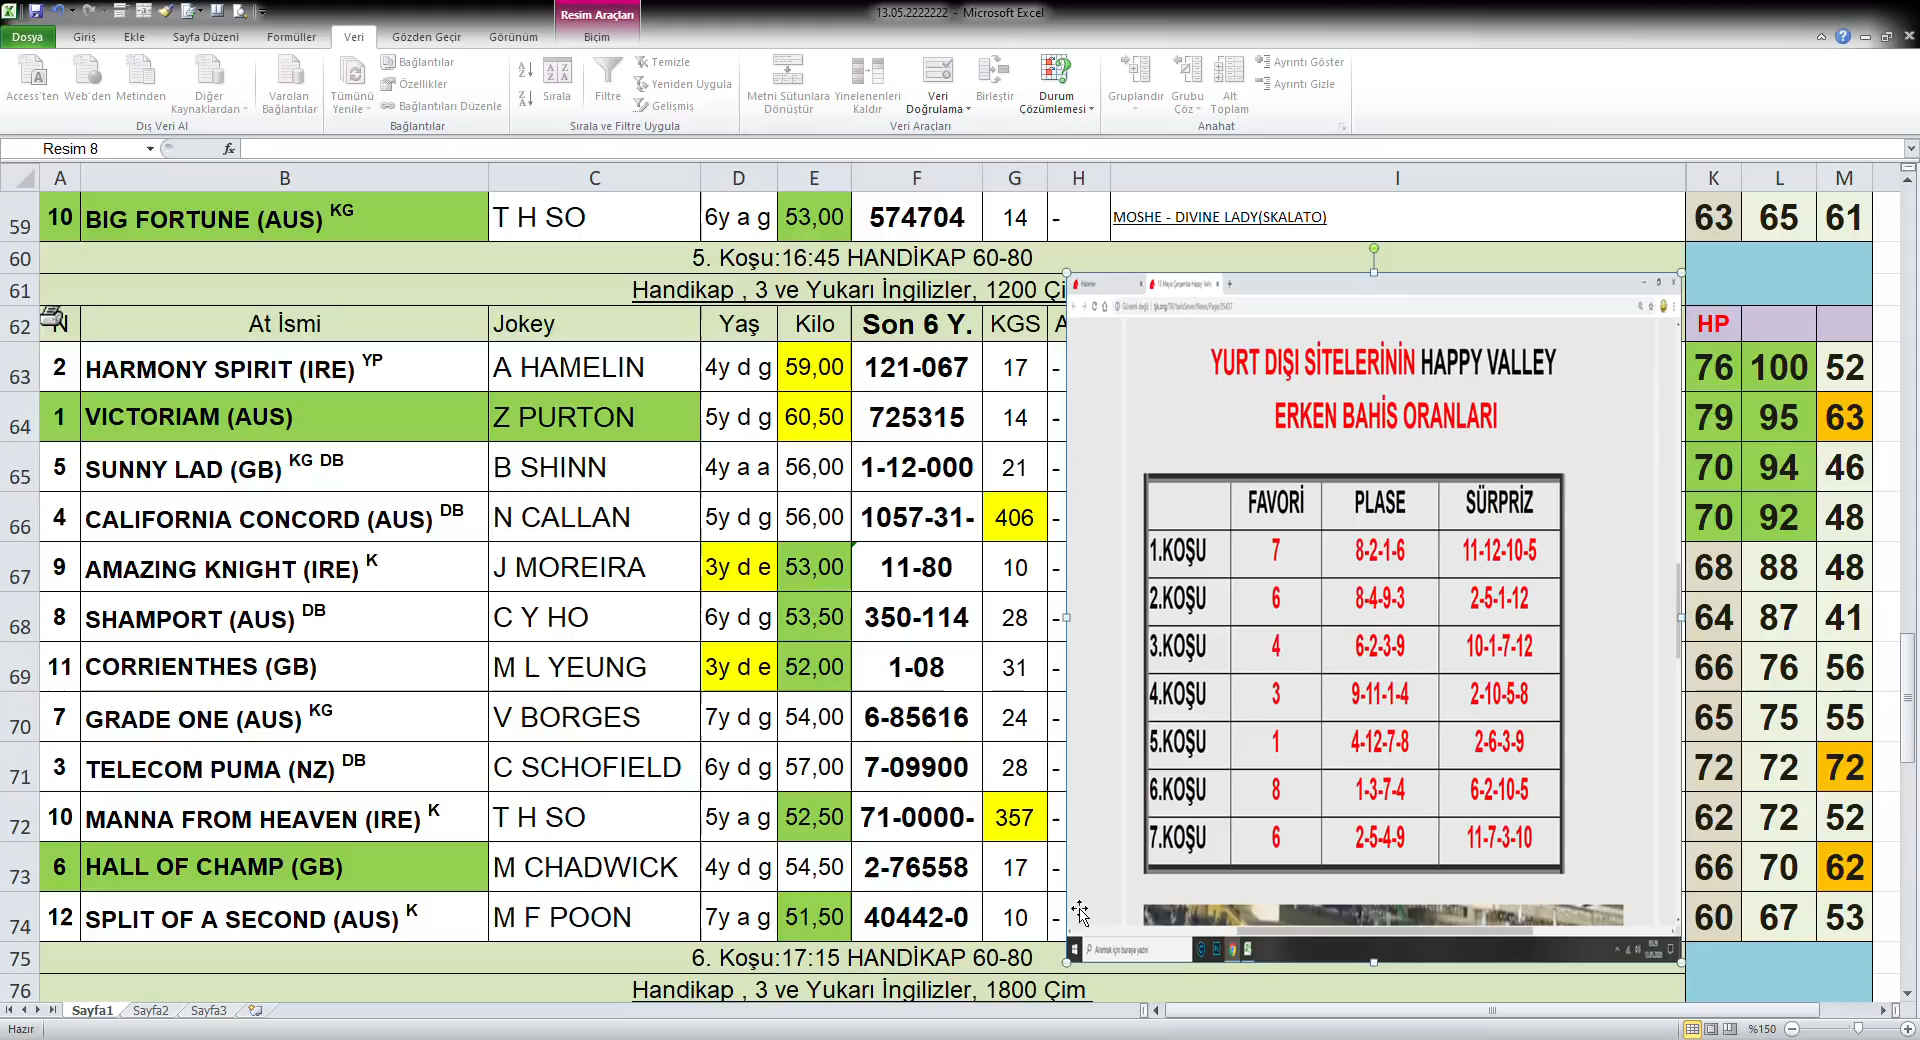 Resim Araçları
13.05.2222222 - Microsoft Excel
Dosya Giriş Ekle Sayfa Düzeni Formüller Veri Gözden Geçir Görünüm Biçim
Access'ten Web'den Metinden Diğer Kaynaklardan Varolan Bağlantılar
Dış Veri Al
Tümünü Yenile Bağlantılar Özellikler Bağlantıları Düzenle
Bağlantılar
Sırala Filtre Temizle Yeniden Uygula Gelişmiş
Sırala ve Filtre Uygula
Metni Sütunlara Dönüştür Yinelenenleri Kaldır Veri Doğrulama Birleştir Durum Çözümlemesi
Veri Araçları
Gruplandır Grubu Çöz Alt Toplam Ayrıntı Göster Ayrıntı Gizle
Anahat
Resim 8 fx
A B C D E F G H I K L M
59 10 BIG FORTUNE (AUS) KG T H SO 6y a g 53,00 574704 14 - MOSHE - DIVINE LADY(SKALATO) 63 65 61
60 5. Koşu:16:45 HANDİKAP 60-80
61 Handikap , 3 ve Yukarı İngilizler, 1200 Çi
62 N At İsmi Jokey Yaş Kilo Son 6 Y. KGS A HP
63 2 HARMONY SPIRIT (IRE) YP A HAMELIN 4y d g 59,00 121-067 17 - 76 100 52
64 1 VICTORIAM (AUS) Z PURTON 5y d g 60,50 725315 14 - 79 95 63
65 5 SUNNY LAD (GB) KG DB B SHINN 4y a a 56,00 1-12-000 21 - 70 94 46
66 4 CALIFORNIA CONCORD (AUS) DB N CALLAN 5y d g 56,00 1057-31- 406 - 70 92 48
67 9 AMAZING KNIGHT (IRE) K J MOREIRA 3y d e 53,00 11-80 10 - 68 88 48
68 8 SHAMPORT (AUS) DB C Y HO 6y d g 53,50 350-114 28 - 64 87 41
69 11 CORRIENTHES (GB) M L YEUNG 3y d e 52,00 1-08 31 - 66 76 56
70 7 GRADE ONE (AUS) KG V BORGES 7y d g 54,00 6-85616 24 - 65 75 55
71 3 TELECOM PUMA (NZ) DB C SCHOFIELD 6y d g 57,00 7-09900 28 - 72 72 72
72 10 MANNA FROM HEAVEN (IRE) K T H SO 5y a g 52,50 71-0000- 357 - 62 72 52
73 6 HALL OF CHAMP (GB) M CHADWICK 4y d g 54,50 2-76558 17 - 66 70 62
74 12 SPLIT OF A SECOND (AUS) K M F POON 7y a g 51,50 40442-0 10 - 60 67 53
75 6. Koşu:17:15 HANDİKAP 60-80
76 Handikap , 3 ve Yukarı İngilizler, 1800 Çim
YURT DIŞI SİTELERİNİN HAPPY VALLEY
ERKEN BAHİS ORANLARI
FAVORİ PLASE SÜRPRİZ
1.KOŞU 7 8-2-1-6 11-12-10-5
2.KOŞU 6 8-4-9-3 2-5-1-12
3.KOŞU 4 6-2-3-9 10-1-7-12
4.KOŞU 3 9-11-1-4 2-10-5-8
5.KOŞU 1 4-12-7-8 2-6-3-9
6.KOŞU 8 1-3-7-4 6-2-10-5
7.KOŞU 6 2-5-4-9 11-7-3-10
Aramak için buraya yazın
Sayfa1 Sayfa2 Sayfa3
Hazır %150